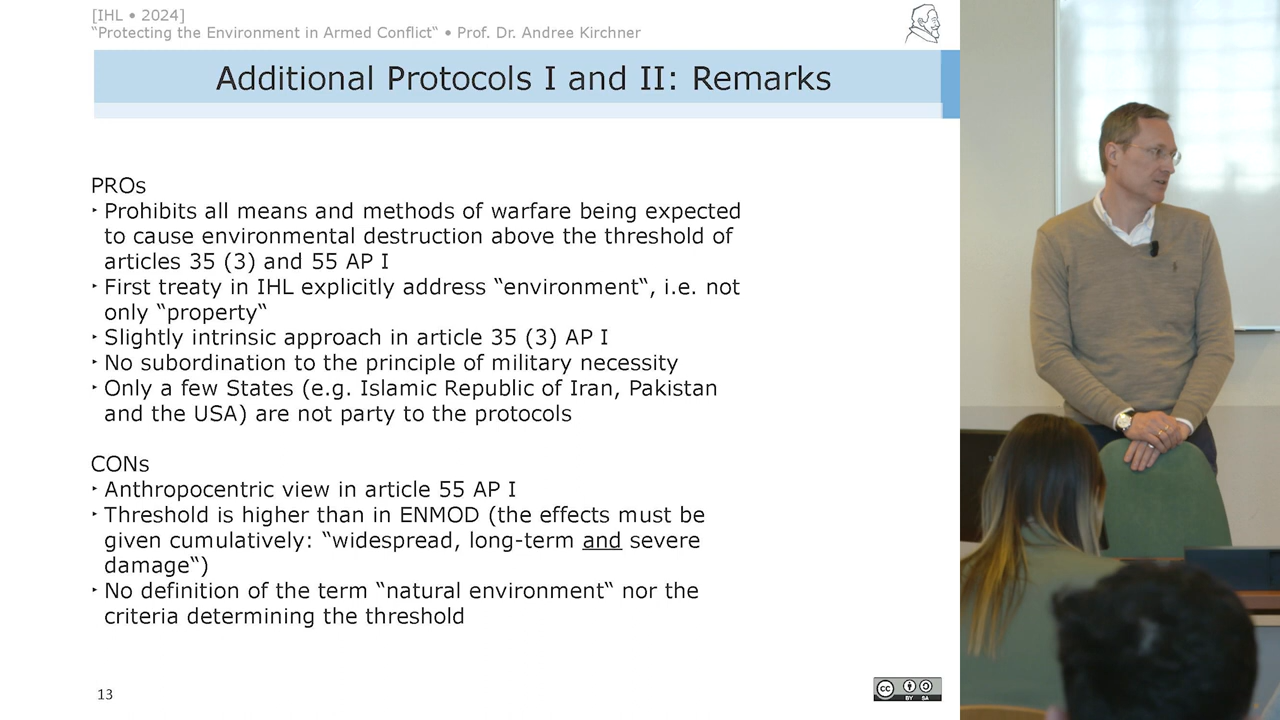 [IHL • 2024]
“Protecting the Environment in Armed Conflict“ • Prof. Dr. Andree Kirchner
Additional Protocols I and II: Remarks
PROs
‣ Prohibits all means and methods of warfare being expected
to cause environmental destruction above the threshold of
articles 35 (3) and 55 AP I
‣ First treaty in IHL explicitly address “environment“, i.e. not
only “property“
‣ Slightly intrinsic approach in article 35 (3) AP I
‣ No subordination to the principle of military necessity
‣ Only a few States (e.g. Islamic Republic of Iran, Pakistan
and the USA) are not party to the protocols
CONs
‣ Anthropocentric view in article 55 AP I
‣ Threshold is higher than in ENMOD (the effects must be
given cumulatively: “widespread, long-term and severe
damage“)
‣ No definition of the term “natural environment“ nor the
criteria determining the threshold
13
cc
BY SA